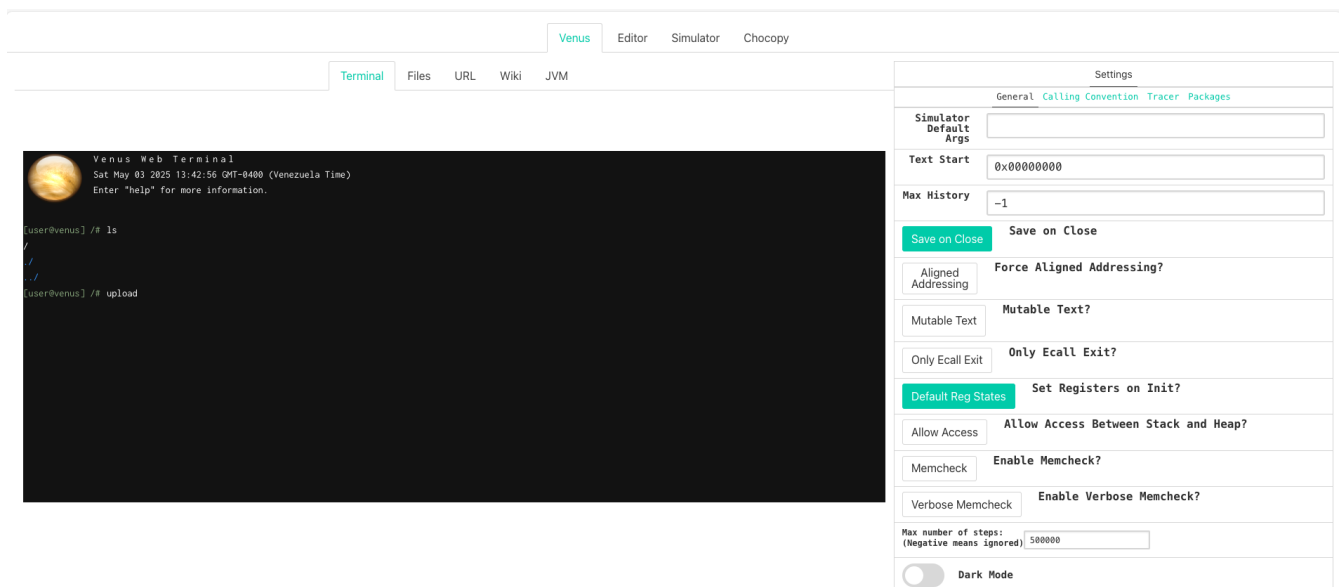 Venus Editor Simulator Chocopy
Terminal Files URL Wiki JVM
Venus Web Terminal
Sat May 03 2025 13:42:56 GMT-0400 (Venezuela Time)
Enter "help" for more information.
[user@venus] /# ls
/
./
../
[user@venus] /# upload
Settings
General Calling Convention Tracer Packages
Simulator
Default
Args
Text Start 0x00000000
Max History -1
Save on Close Save on Close
Aligned
Addressing
Force Aligned Addressing?
Mutable Text Mutable Text?
Only Ecall Exit Only Ecall Exit?
Default Reg States Set Registers on Init?
Allow Access Allow Access Between Stack and Heap?
Memcheck Enable Memcheck?
Verbose Memcheck Enable Verbose Memcheck?
Max number of steps:
(Negative means ignored) 500000
Dark Mode